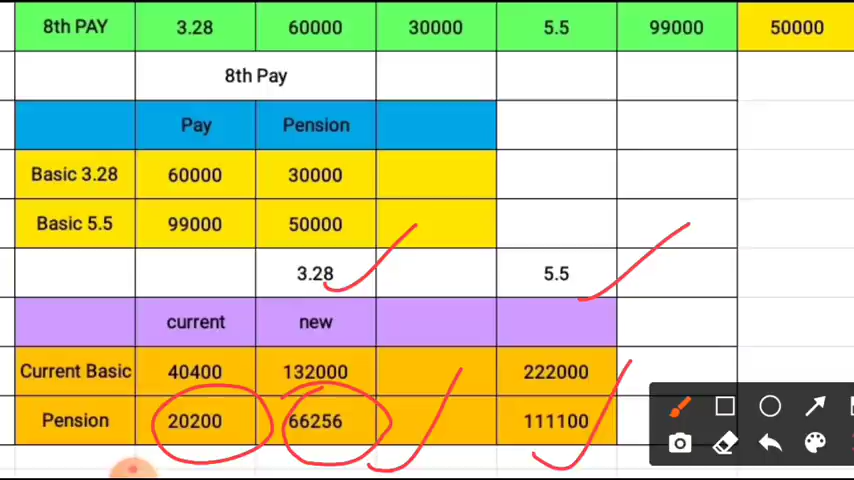 8th PAY 3.28 60000 30000 5.5 99000 50000
8th Pay
Pay Pension
Basic 3.28 60000 30000
Basic 5.5 99000 50000
3.28 5.5
current new
Current Basic 40400 132000 222000
Pension 20200 66256 111100